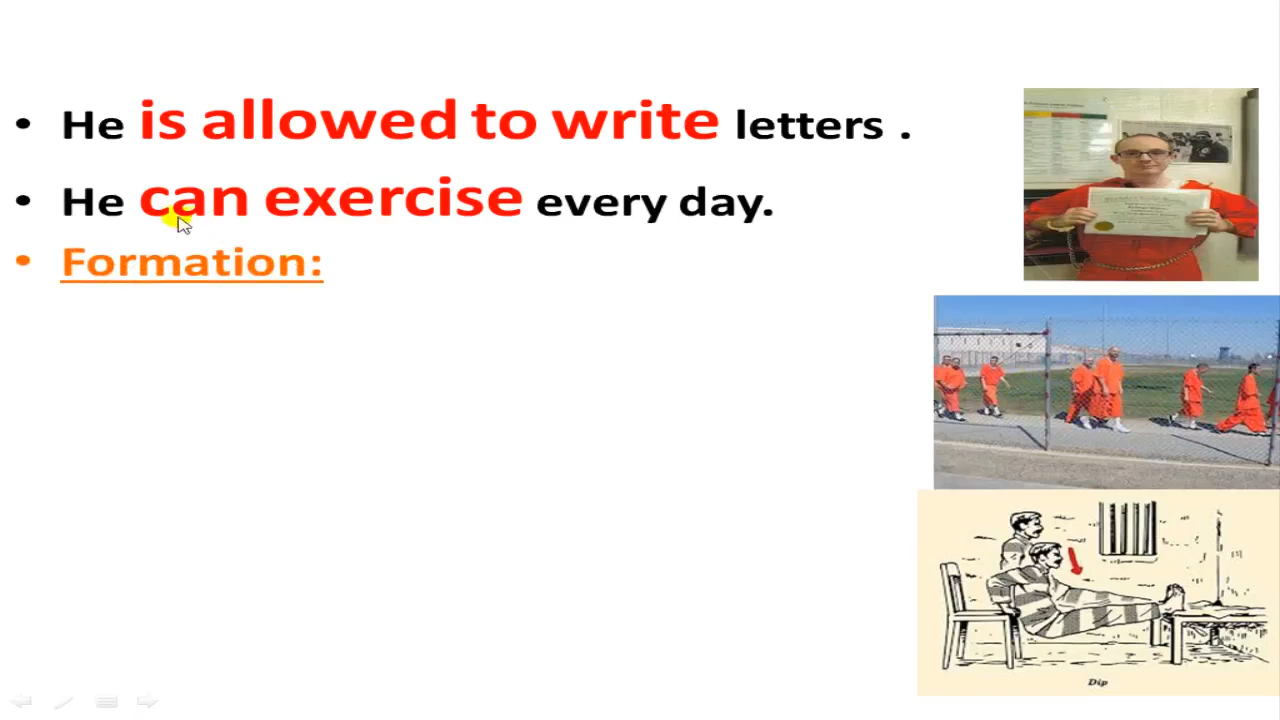 • He is allowed to write letters .
• He can exercise every day.
• Formation:
Dip